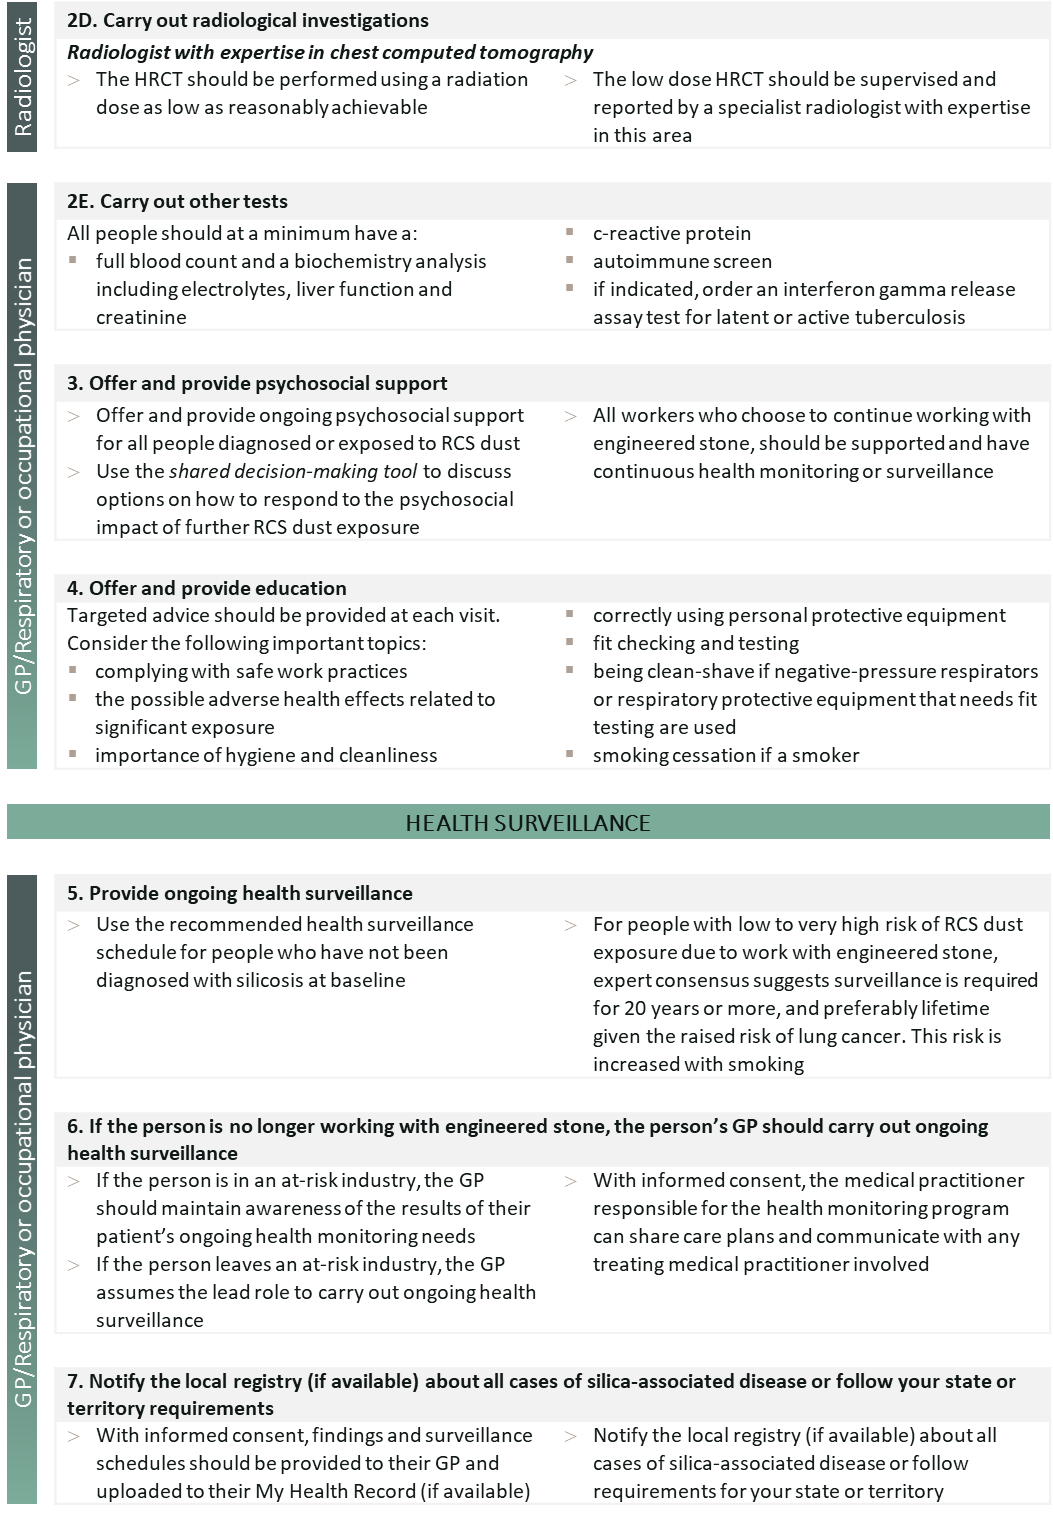 Radiologist
2D. Carry out radiological investigations
Radiologist with expertise in chest computed tomography
> The HRCT should be performed using a radiation
dose as low as reasonably achievable
> The low dose HRCT should be supervised and
reported by a specialist radiologist with expertise
in this area
GP/Respiratory or occupational physician
2E. Carry out other tests
All people should at a minimum have a:
▪ full blood count and a biochemistry analysis
including electrolytes, liver function and
creatinine
▪ c-reactive protein
▪ autoimmune screen
▪ if indicated, order an interferon gamma release
assay test for latent or active tuberculosis
3. Offer and provide psychosocial support
> Offer and provide ongoing psychosocial support
for all people diagnosed or exposed to RCS dust
> Use the shared decision-making tool to discuss
options on how to respond to the psychosocial
impact of further RCS dust exposure
> All workers who choose to continue working with
engineered stone, should be supported and have
continuous health monitoring or surveillance
4. Offer and provide education
Targeted advice should be provided at each visit.
Consider the following important topics:
▪ complying with safe work practices
▪ the possible adverse health effects related to
significant exposure
▪ importance of hygiene and cleanliness
▪ correctly using personal protective equipment
▪ fit checking and testing
▪ being clean-shave if negative-pressure respirators
or respiratory protective equipment that needs fit
testing are used
▪ smoking cessation if a smoker
HEALTH SURVEILLANCE
GP/Respiratory or occupational physician
5. Provide ongoing health surveillance
> Use the recommended health surveillance
schedule for people who have not been
diagnosed with silicosis at baseline
> For people with low to very high risk of RCS dust
exposure due to work with engineered stone,
expert consensus suggests surveillance is required
for 20 years or more, and preferably lifetime
given the raised risk of lung cancer. This risk is
increased with smoking
6. If the person is no longer working with engineered stone, the person's GP should carry out ongoing
health surveillance
> If the person is in an at-risk industry, the GP
should maintain awareness of the results of their
patient's ongoing health monitoring needs
> If the person leaves an at-risk industry, the GP
assumes the lead role to carry out ongoing health
surveillance
> With informed consent, the medical practitioner
responsible for the health monitoring program
can share care plans and communicate with any
treating medical practitioner involved
7. Notify the local registry (if available) about all cases of silica-associated disease or follow your state or
territory requirements
> With informed consent, findings and surveillance
schedules should be provided to their GP and
uploaded to their My Health Record (if available)
> Notify the local registry (if available) about all
cases of silica-associated disease or follow
requirements for your state or territory